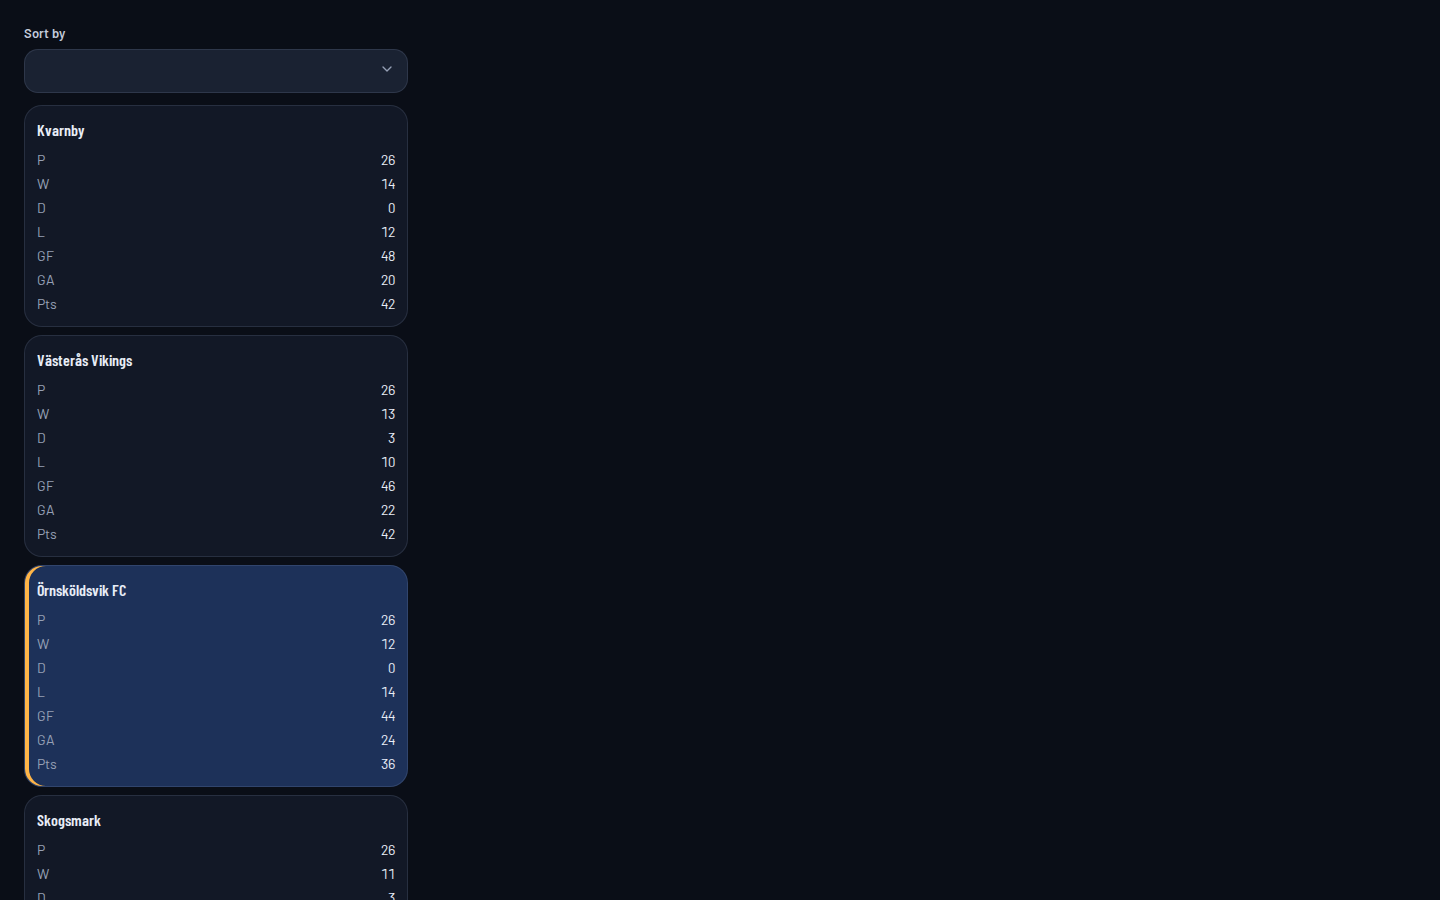 Sort by
Kvarnby
P 26
W 14
D 0
L 12
GF 48
GA 20
Pts 42
Västerås Vikings
P 26
W 13
D 3
L 10
GF 46
GA 22
Pts 42
Örnsköldsvik FC
P 26
W 12
D 0
L 14
GF 44
GA 24
Pts 36
Skogsmark
P 26
W 11
D 3